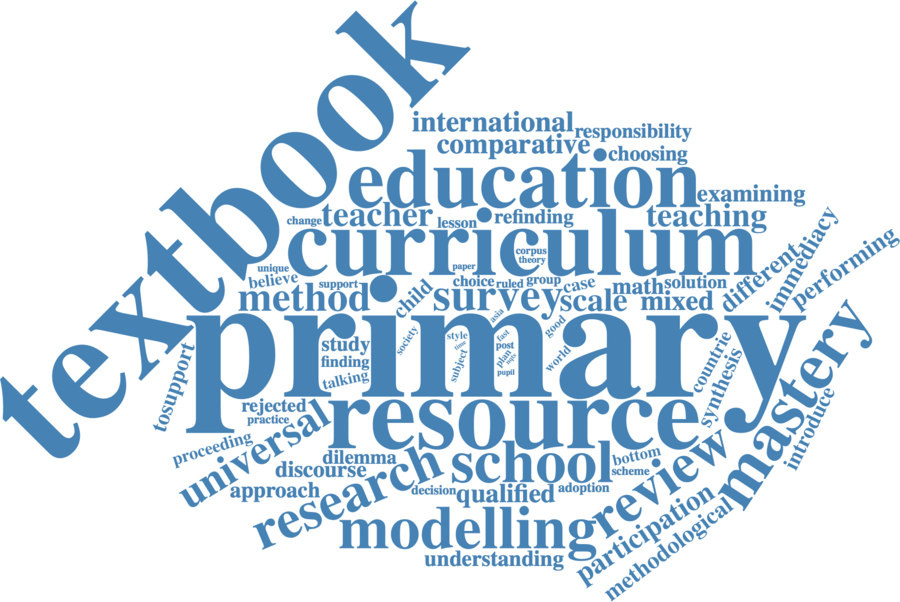 textbook
international
responsibility
comparative
choosing
education
examining
change
teacher
lesson
refinding
teaching
curriculum
corpus
theory
unique
paper
believe
support
choice
ruled
group
case
math
solution
different
immediacy
performing
method
child
survey
scale
mixed
asia
good
primary
tosupport
study
finding
talking
society
style
time
subject
fast
post
plan
pupil
world
countrie
synthesis
mastery
introduce
rejected
practice
resource
proceeding
universal
dilemma
discourse
approach
research
school
bottom
scheme
decision
qualified
adoption
review
modelling
understanding
participation
methodological